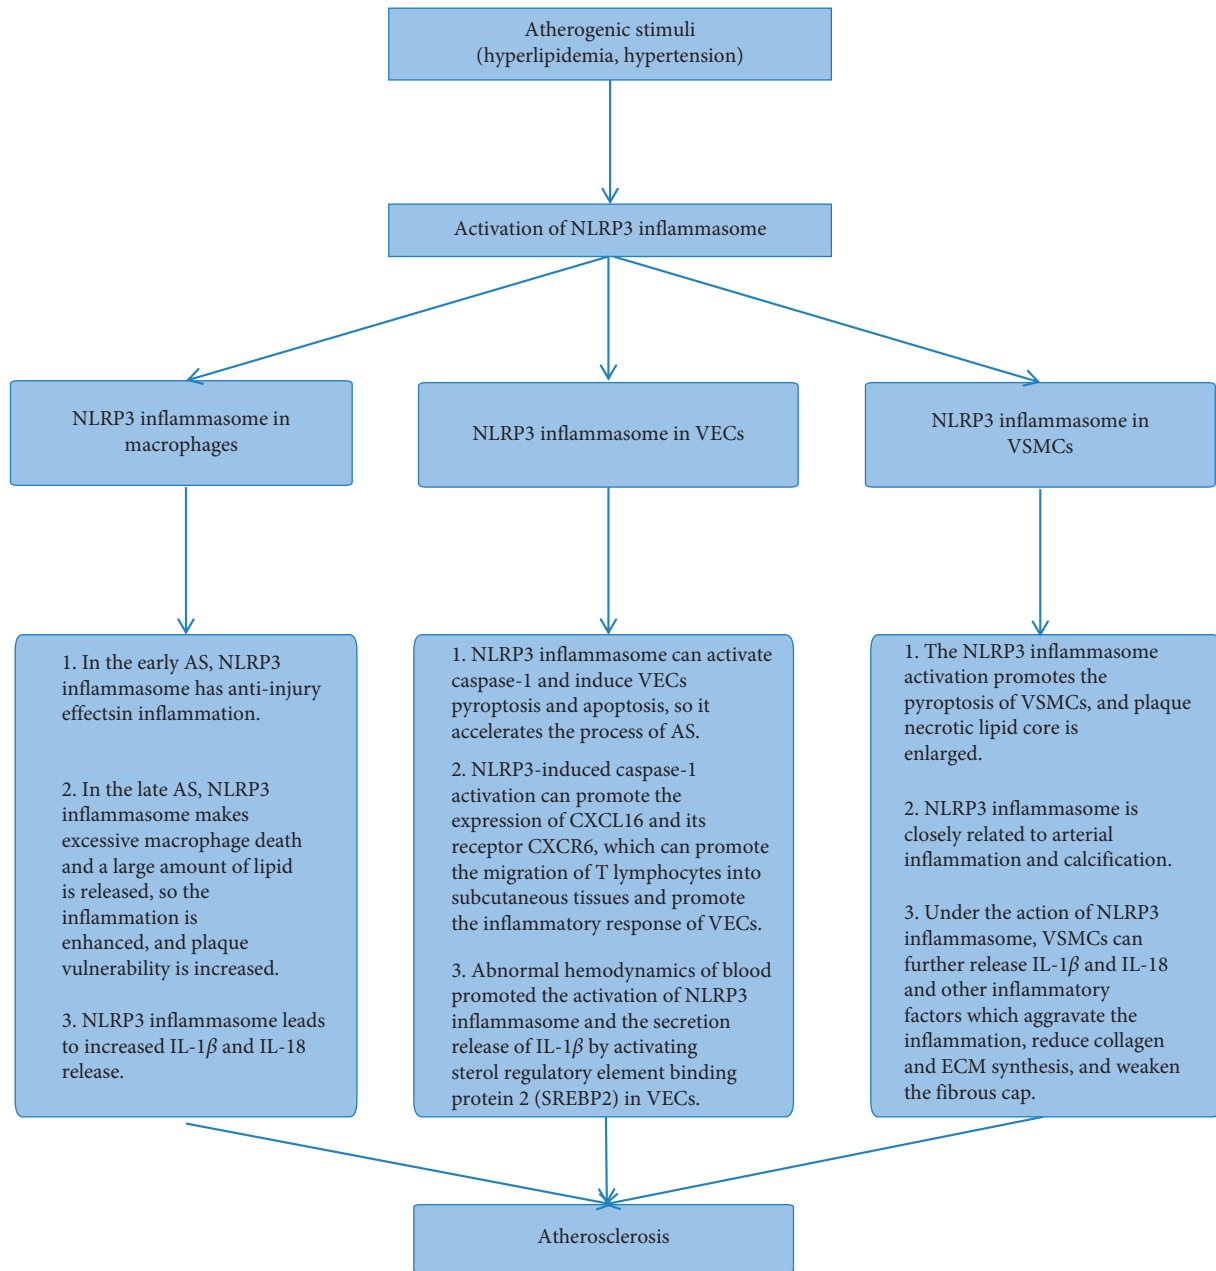 Atherogenic stimuli
(hyperlipidemia, hypertension)
Activation of NLRP3 inflammasome
NLRP3 inflammasome in
macrophages
NLRP3 inflammasome in VECs
NLRP3 inflammasome in
VSMCs
1. In the early AS, NLRP3
inflammasome has anti-injury
effectsin inflammation.
2. In the late AS, NLRP3
inflammasome makes
excessive macrophage death
and a large amount of lipid
is released, so the
inflammation is
enhanced, and plaque
vulnerability is increased.
3. NLRP3 inflammasome leads
to increased IL-1β and IL-18
release.
1. NLRP3 inflammasome can activate
caspase-1 and induce VECs
pyroptosis and apoptosis, so it
accelerates the process of AS.
2. NLRP3-induced caspase-1
activation can promote the
expression of CXCL16 and its
receptor CXCR6, which can promote
the migration of T lymphocytes into
subcutaneous tissues and promote
the inflammatory response of VECs.
3. Abnormal hemodynamics of blood
promoted the activation of NLRP3
inflammasome and the secretion
release of IL-1β by activating
sterol regulatory element binding
protein 2 (SREBP2) in VECs.
1. The NLRP3 inflammasome
activation promotes the
pyroptosis of VSMCs, and plaque
necrotic lipid core is
enlarged.
2. NLRP3 inflammasome is
closely related to arterial
inflammation and calcification.
3. Under the action of NLRP3
inflammasome, VSMCs can
further release IL-1β and IL-18
and other inflammatory
factors which aggravate the
inflammation, reduce collagen
and ECM synthesis, and weaken
the fibrous cap.
Atherosclerosis